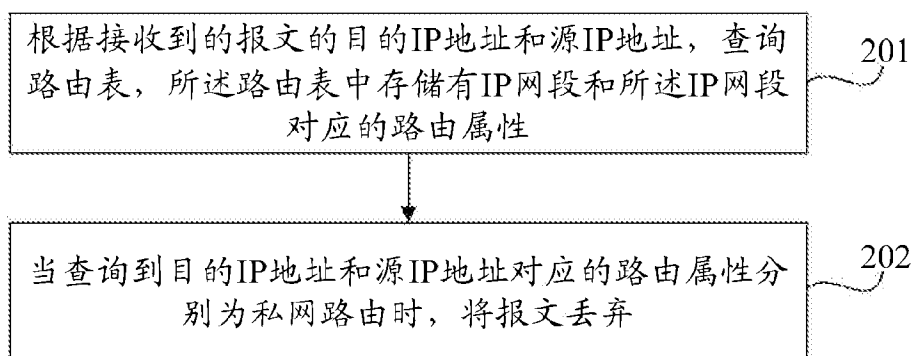 根据接收到的报文的目的IP地址和源IP地址，查询
路由表，所述路由表中存储有IP网段和所述IP网段
对应的路由属性
201
当查询到目的IP地址和源IP地址对应的路由属性分
别为私网路由时，将报文丢弃
202